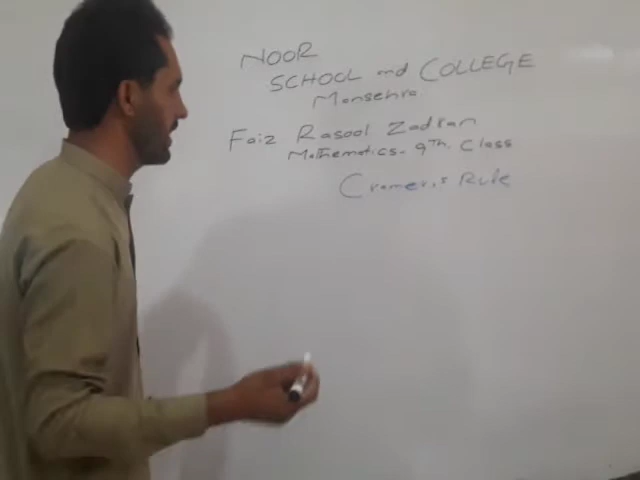 NOOR
SCHOOL and COLLEGE
Mansehra
Faiz Rasool Zadran
Mathematics - 9th Class
Cramer's Rule